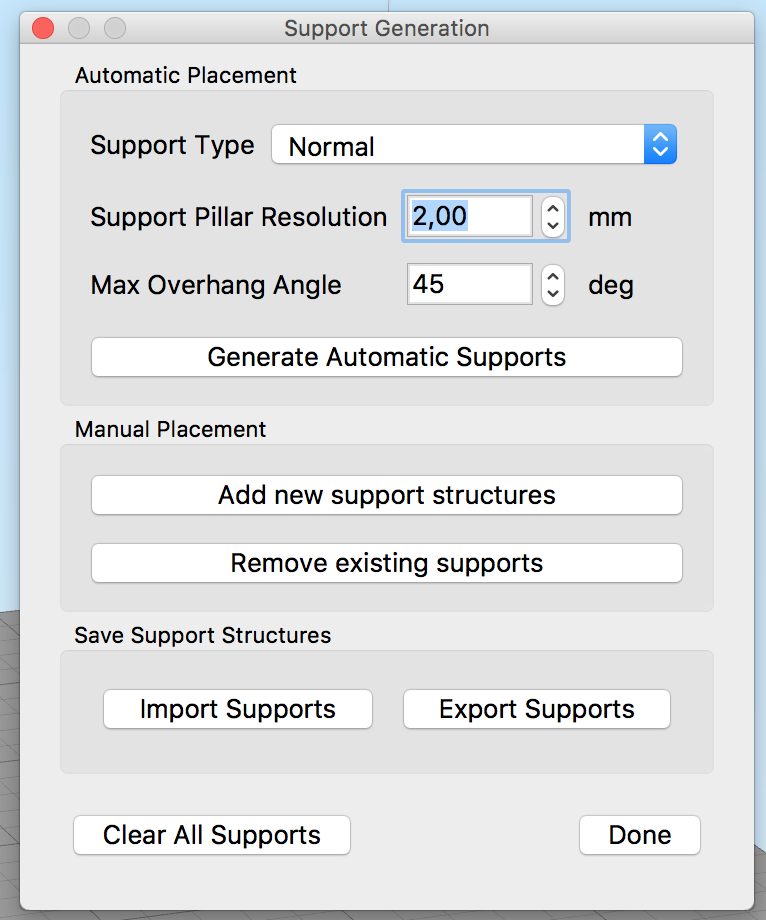 Support Generation
Automatic Placement
Support Type Normal
Support Pillar Resolution 2,00 mm
Max Overhang Angle 45 deg
Generate Automatic Supports
Manual Placement
Add new support structures
Remove existing supports
Save Support Structures
Import Supports Export Supports
Clear All Supports Done